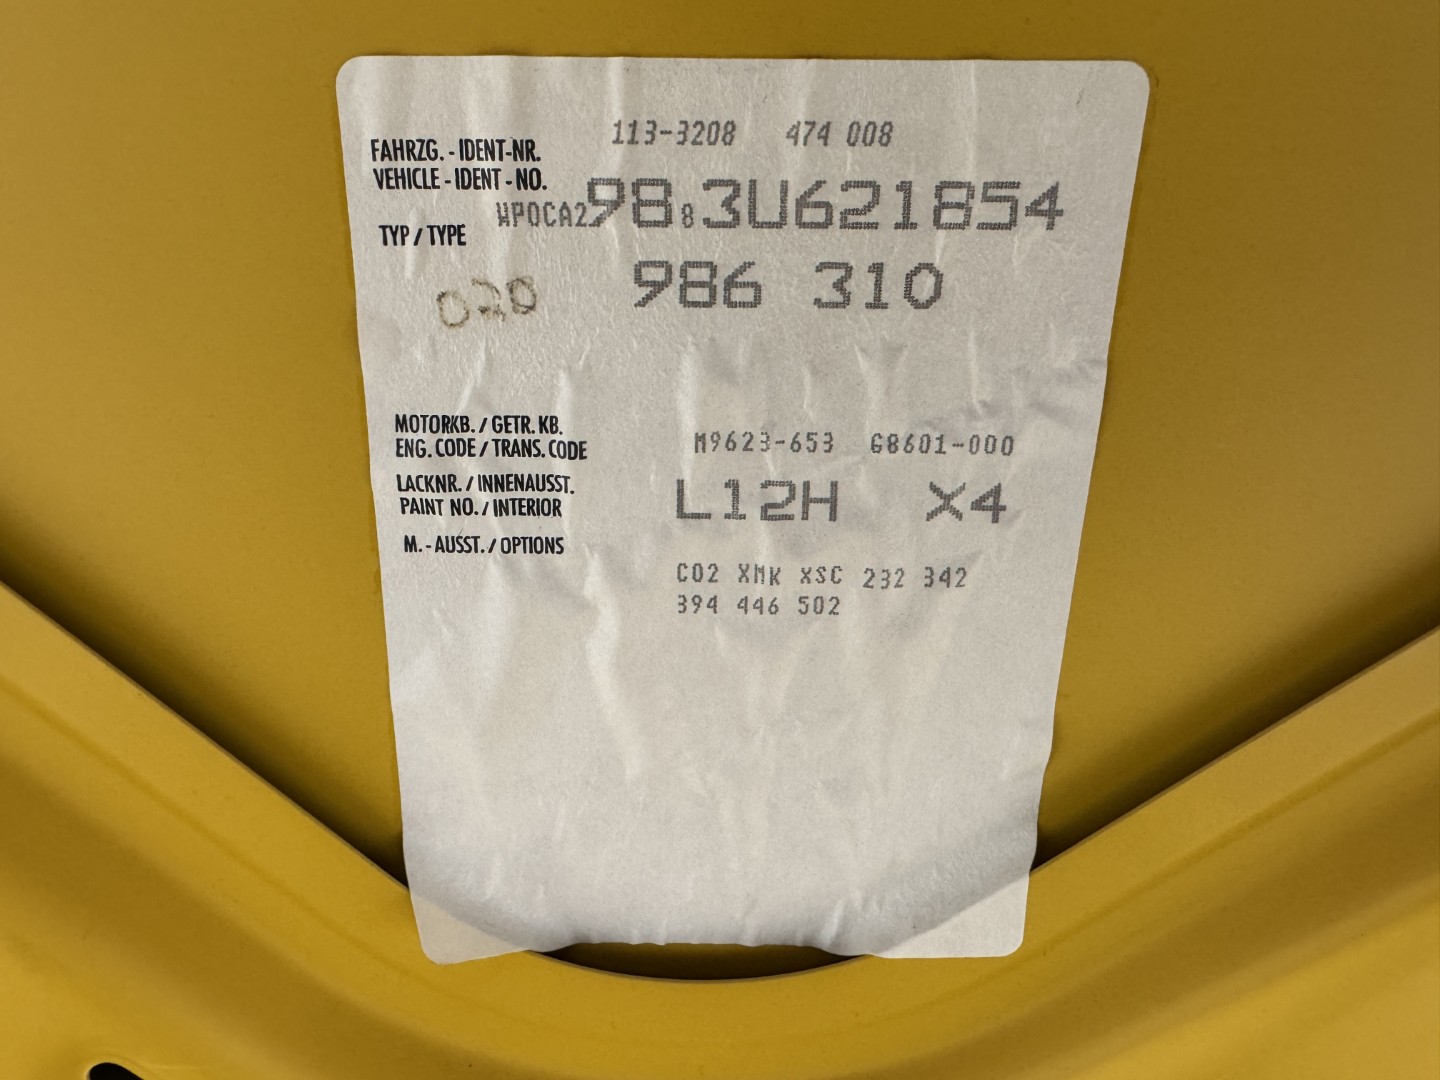 113-3208 474 008
FAHRZG. - IDENT-NR.
VEHICLE - IDENT - NO.
WP0CA29883U621854
TYP / TYPE
986 310
020
MOTORKB. / GETR. KB.
ENG. CODE / TRANS. CODE
M9623-653 G8601-000
LACKNR. / INNENAUSST.
PAINT NO. / INTERIOR
L12H X4
M. - AUSST. / OPTIONS
C02 XMK XSC 232 342
394 446 502